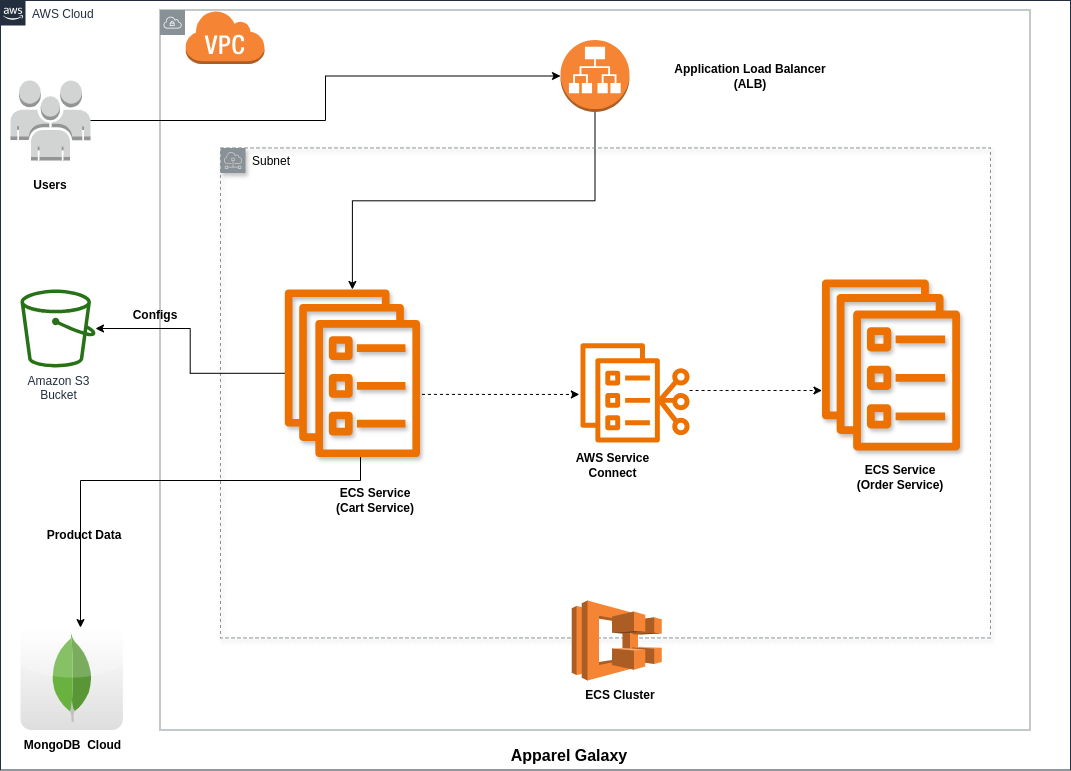 aws
AWS Cloud
VPC
Application Load Balancer
(ALB)
Users
Subnet
Configs
Amazon S3
Bucket
AWS Service
Connect
ECS Service
(Order Service)
ECS Service
(Cart Service)
Product Data
ECS Cluster
MongoDB Cloud
Apparel Galaxy